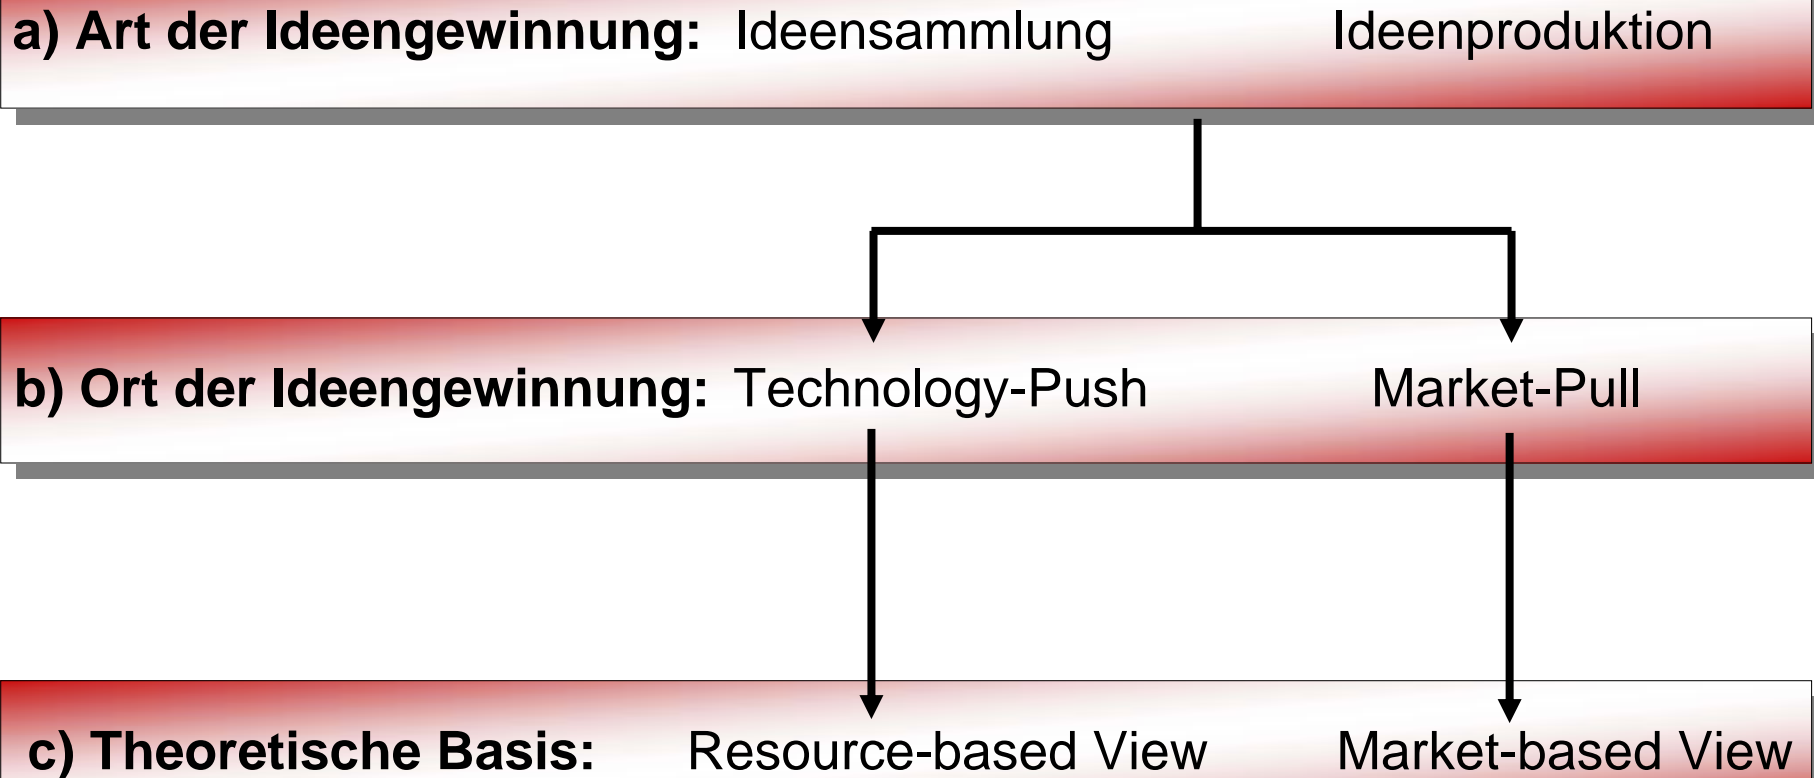 a) Art der Ideengewinnung: Ideensammlung Ideenproduktion
b) Ort der Ideengewinnung: Technology-Push Market-Pull
c) Theoretische Basis: Resource-based View Market-based View